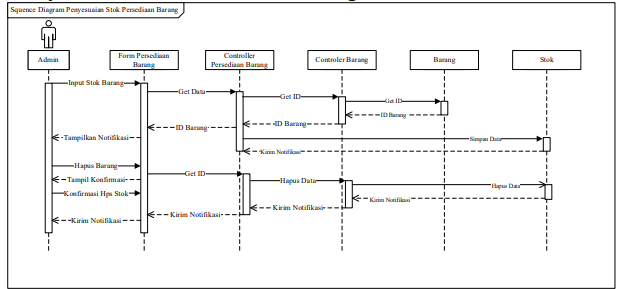 Squence Diagram Penyesuaian Stok Persediaan Barang
Admin
Form Persediaan
Barang
Controller
Persediaan Barang
Controler Barang
Barang
Stok
Input Stok Barang
Get Data
Get ID
Get ID
ID Barang
ID Barang
ID Barang
Tampilkan Notifikasi
Simpan Data
Kirim Notifikasi
Hapus Barang
Get ID
Tampil Konfirmasi
Hapus Data
Hapus Data
Konfirmasi Hps Stok
Kirim Notifikasi
Kirim Notifikasi
Kirim Notifikasi
Kirim Notifikasi